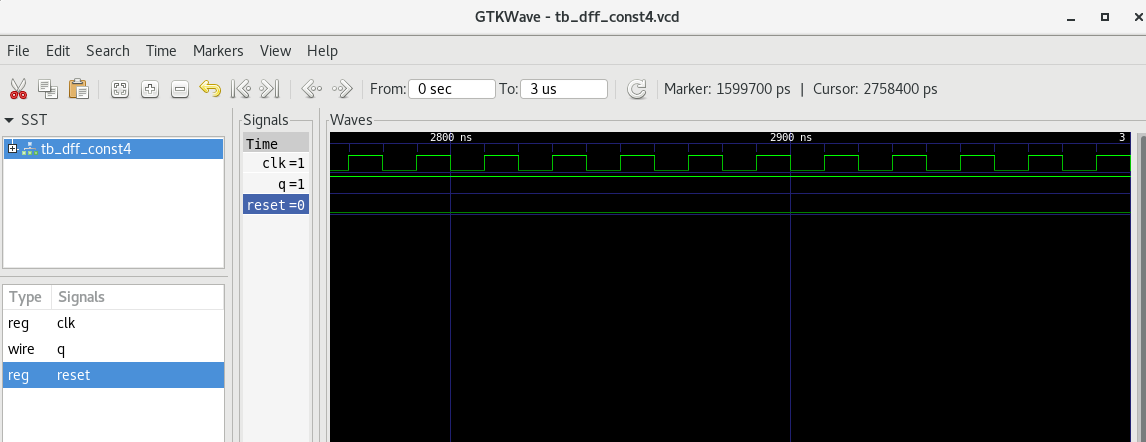 GTKWave - tb_dff_const4.vcd
File Edit Search Time Markers View Help
From: 0 sec To: 3 us Marker: 1599700 ps | Cursor: 2758400 ps
SST
tb_dff_const4
Type Signals
reg clk
wire q
reg reset
Signals
Time
clk=1
q=1
reset=0
Waves
2800 ns 2900 ns 3